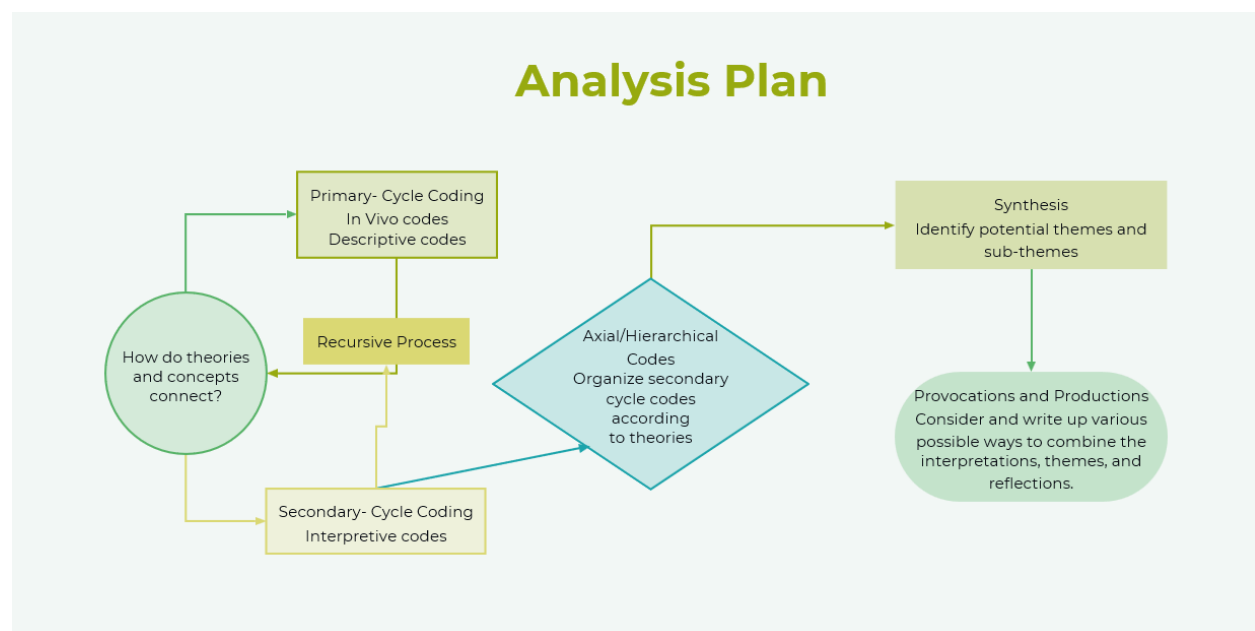 Analysis Plan
Primary- Cycle Coding
In Vivo codes
Descriptive codes
Recursive Process
How do theories
and concepts
connect?
Secondary- Cycle Coding
Interpretive codes
Axial/Hierarchical
Codes
Organize secondary
cycle codes
according
to theories
Synthesis
Identify potential themes and
sub-themes
Provocations and Productions
Consider and write up various
possible ways to combine the
interpretations, themes, and
reflections.